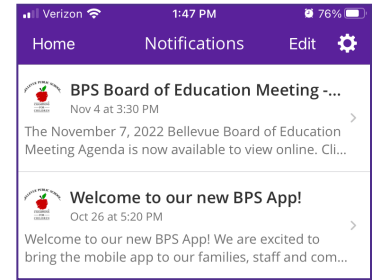 Verizon 1:47 PM 76%
Home Notifications Edit
BPS Board of Education Meeting -...
Nov 4 at 3:30 PM
The November 7, 2022 Bellevue Board of Education
Meeting Agenda is now available to view online. Cli...
Welcome to our new BPS App!
Oct 26 at 5:20 PM
Welcome to our new BPS App! We are excited to
bring the mobile app to our families, staff and com...